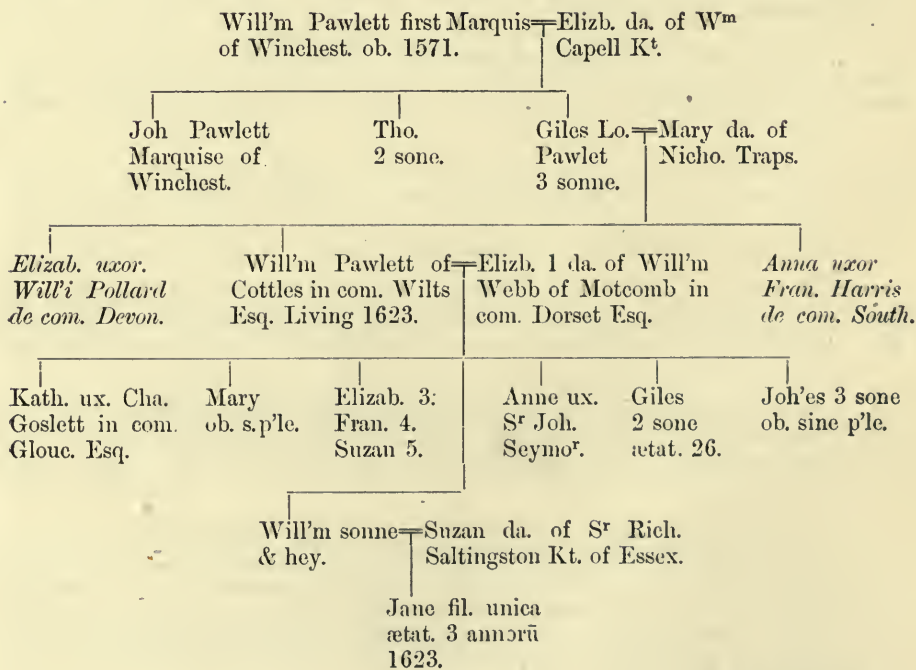 Will'm Pawlett first Marquis
of Winchest. ob. 1571.
Elizb. da. of Wᵐ
Capell Kᵗ.
Joh Pawlett
Marquise of
Winchest.
Tho.
2 sone.
Giles Lo.
Pawlet
3 sonne.
Mary da. of
Nicho. Traps.
Elizab. uxor.
Will'i Pollard
de com. Devon.
Will'm Pawlett of
Cottles in com. Wilts
Esq. Living 1623.
Elizb. 1 da. of Will'm
Webb of Motcomb in
com. Dorset Esq.
Anna uxor
Fran. Harris
de com. South.
Kath. ux. Cha.
Goslett in com.
Glouc. Esq.
Mary
ob. s.p'le.
Elizab. 3.
Fran. 4.
Suzan 5.
Anne ux.
Sʳ Joh.
Seymoʳ.
Giles
2 sone
ætat. 26.
Joh'es 3 sone
ob. sine p'le.
Will'm sonne
& hey.
Suzan da. of Sʳ Rich.
Saltingston Kt. of Essex.
Jane fil. unica
ætat. 3 annorū
1623.